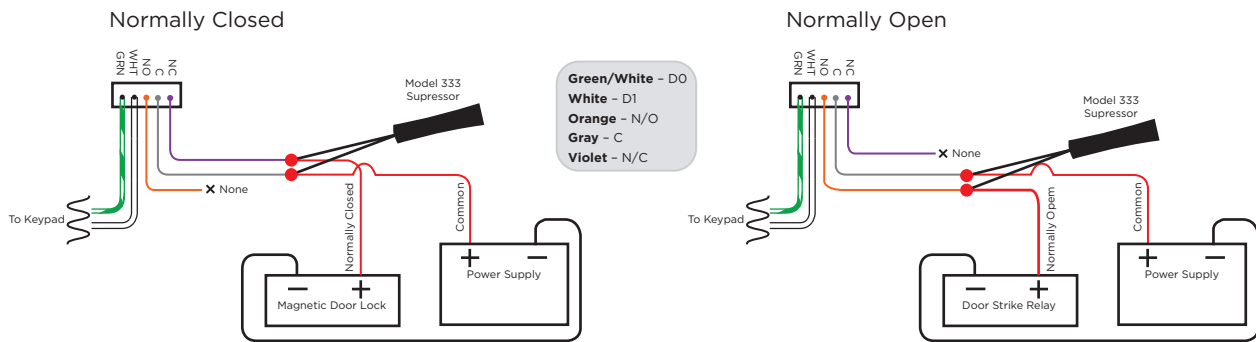 Normally Closed
GRN
WHT
NO
C
NC
Model 333
Supressor
None
To Keypad
Normally Closed
Common
Magnetic Door Lock
Power Supply
Green/White – D0
White – D1
Orange – N/O
Gray – C
Violet – N/C
Normally Open
GRN
WHT
NO
C
NC
Model 333
Supressor
None
To Keypad
Normally Opem
Common
Door Strike Relay
Power Supply